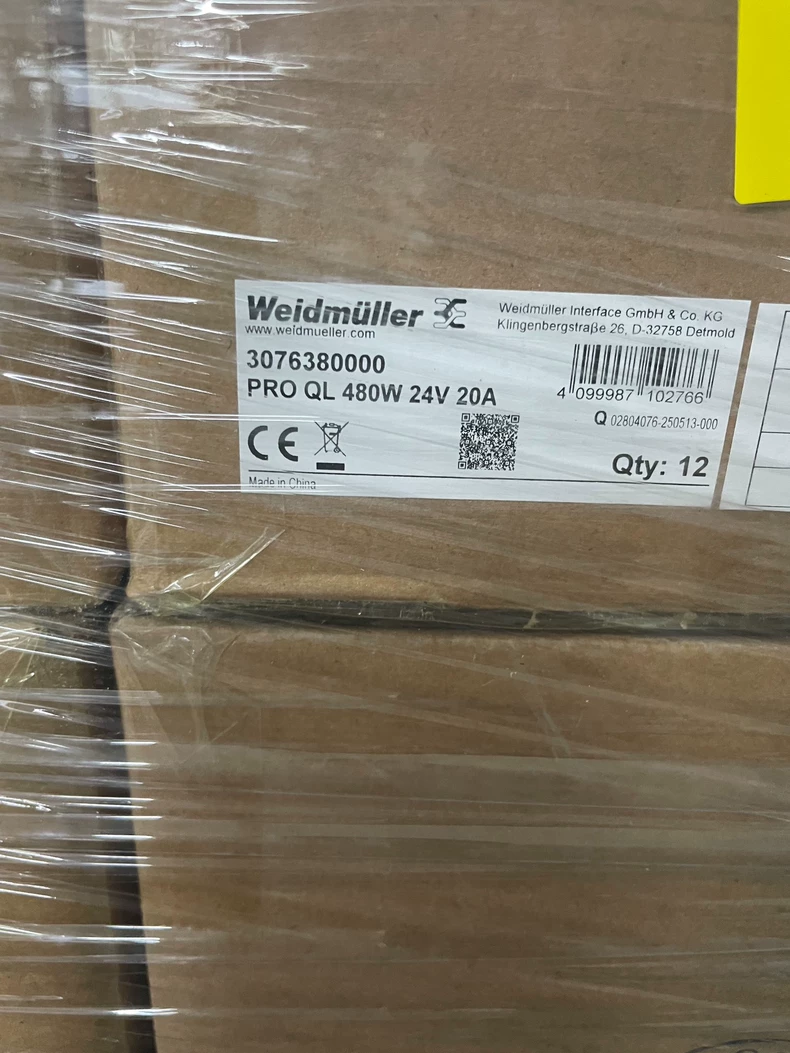 Weidmüller
www.weidmueller.com
Weidmüller Interface GmbH & Co. KG
Klingenbergstraße 26, D-32758 Detmold
3076380000
PRO QL 480W 24V 20A
4 099987 102766
Q 02804076-250513-000
CE
Qty: 12
Made in China